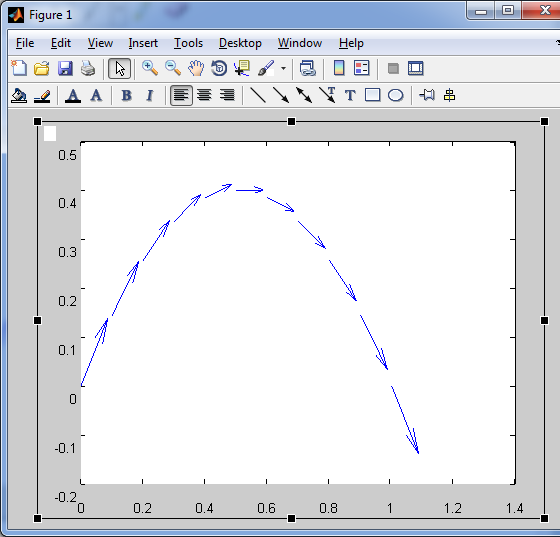 Figure 1
File Edit View Insert Tools Desktop Window Help
A A B I T T
0.5
0.4
0.3
0.2
0.1
0
-0.1
-0.2
0 0.2 0.4 0.6 0.8 1 1.2 1.4